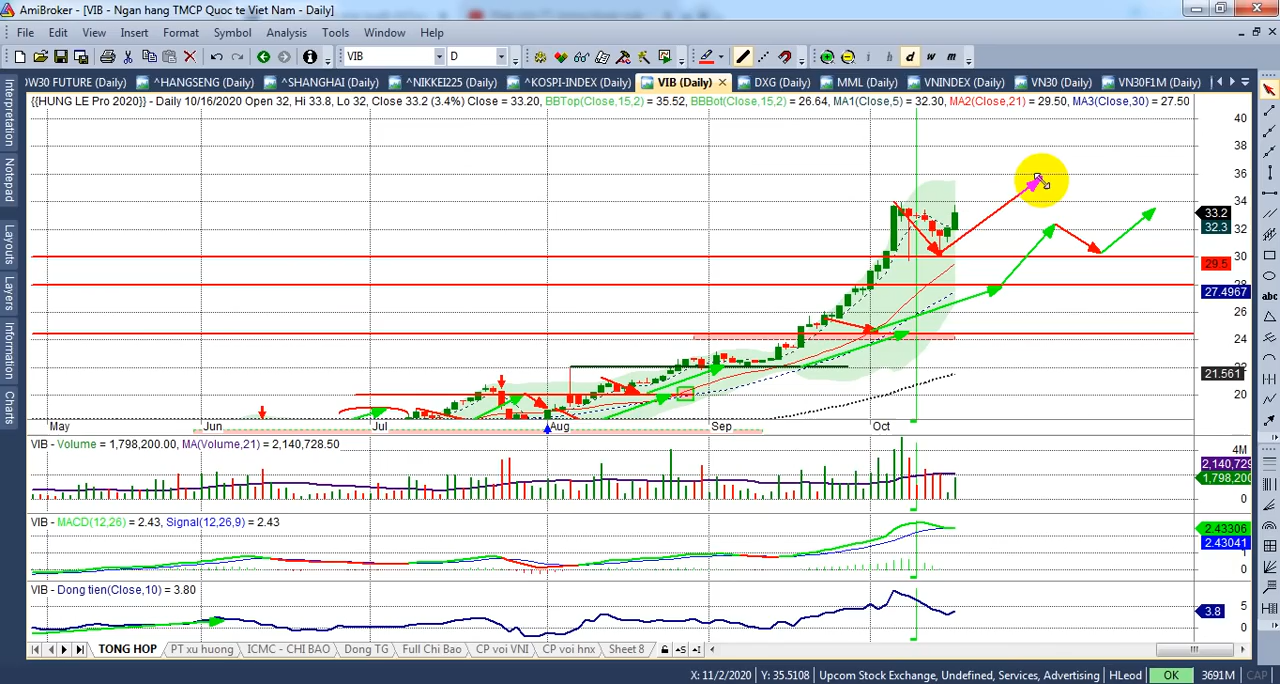 AmiBroker - [VIB - Ngan hang TMCP Quoc te Viet Nam - Daily]
File Edit View Insert Format Symbol Analysis Tools Window Help
VIB D i h d w m
W30 FUTURE (Daily) ^HANGSENG (Daily) ^SHANGHAI (Daily) ^NIKKEI225 (Daily) ^KOSPI-INDEX (Daily) VIB (Daily) DXG (Daily) MML (Daily) VNINDEX (Daily) VN30 (Daily) VN30F1M (Daily)
{{HUNG LE Pro 2020}} - Daily 10/16/2020 Open 32, Hi 33.8, Lo 32, Close 33.2 (3.4%) Close = 33.20, BBTop(Close,15,2) = 35.52, BBBot(Close,15,2) = 26.64, MA1(Close,5) = 32.30, MA2(Close,21) = 29.50, MA3(Close,30) = 27.50
Interpretation
Notepad
Layouts
Layers
Information
Charts
abc
40
38
36
34
33.2
32.3
32
30
29.5
27.4967
26
24
22
21.561
20
May Jun Jul Aug Sep Oct
VIB - Volume = 1,798,200.00, MA(Volume,21) = 2,140,728.50
4M
2,140,729
1,798,200
0
VIB - MACD(12,26) = 2.43, Signal(12,26,9) = 2.43
2.43306
2.43041
0
VIB - Dong tien(Close,10) = 3.80
5
3.8
0
TONG HOP PT xu huong ICMC - CHI BAO Dong TG Full Chi Bao CP voi VNI CP voi hnx Sheet 8
X: 11/2/2020 Y: 35.5108 Upcom Stock Exchange, Undefined, Services, Advertising HLeod OK 3691M CAP